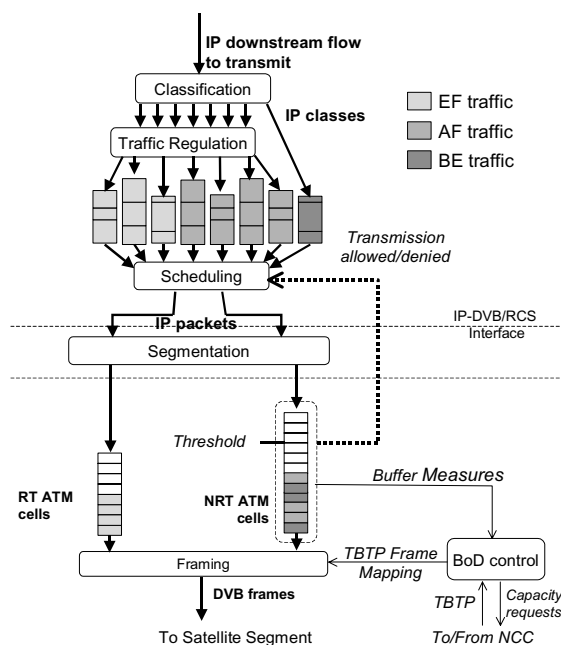 IP downstream flow
to transmit
Classification
IP classes
Traffic Regulation
EF traffic
AF traffic
BE traffic
Transmission
allowed/denied
Scheduling
IP packets
IP-DVB/RCS
Interface
Segmentation
Threshold
RT ATM
cells
NRT ATM
cells
Buffer Measures
Framing
TBTP Frame
Mapping
BoD control
DVB frames
TBTP
Capacity
requests
To Satellite Segment
To/From NCC